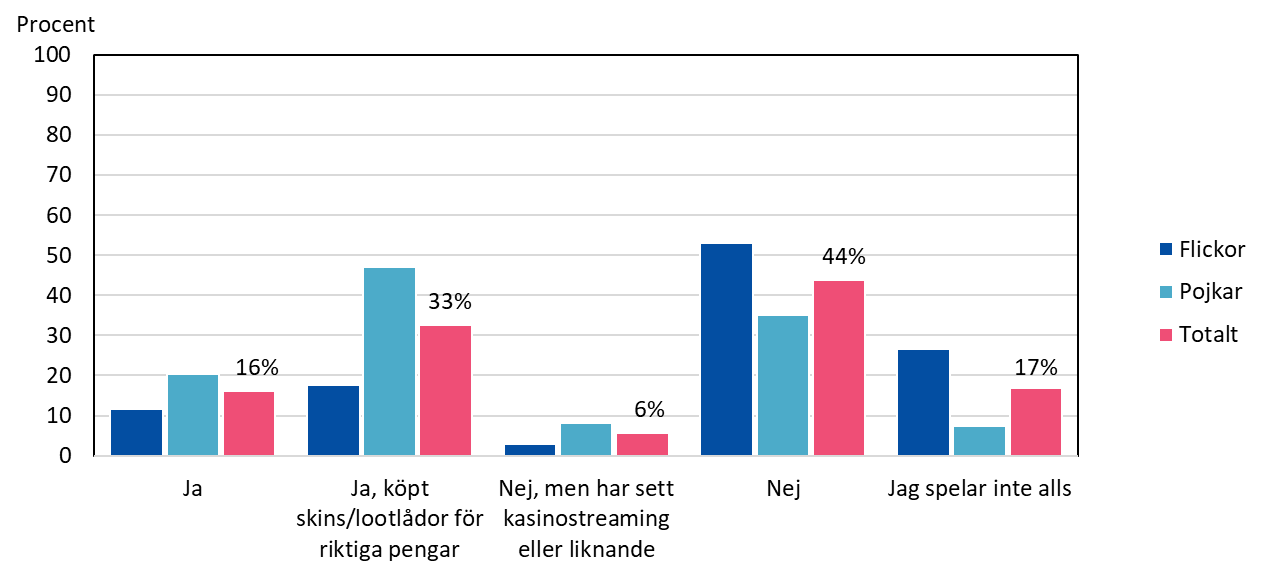 Procent
100
90
80
70
60
50
40
30
20
10
0
16%
33%
6%
44%
17%
Ja
Ja, köpt
skins/lootlådor för
riktiga pengar
Nej, men har sett
kasinostreaming
eller liknande
Nej
Jag spelar inte alls
Flickor
Pojkar
Totalt